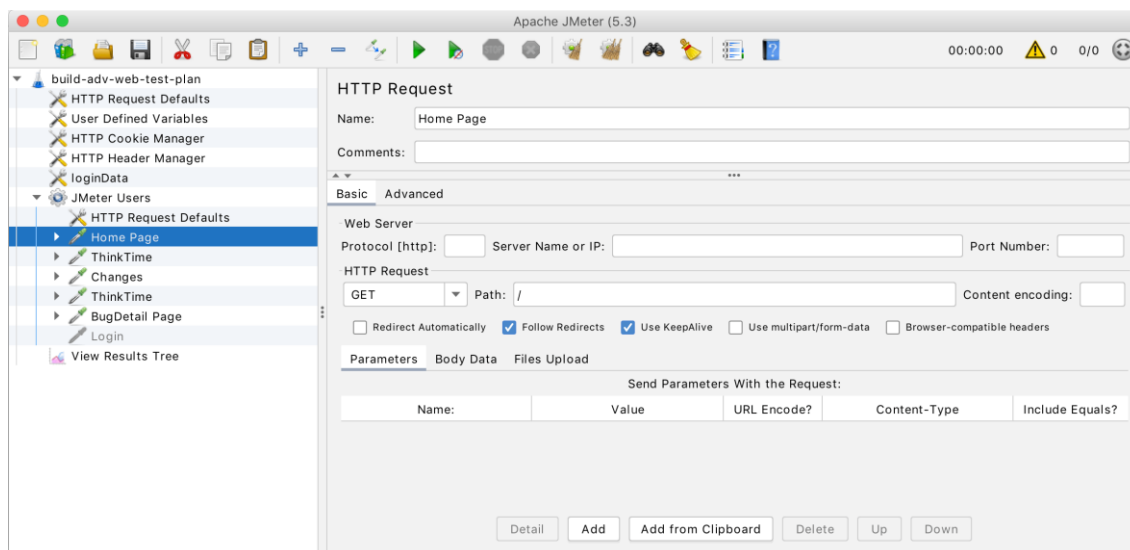 Apache JMeter (5.3)
00:00:00 0 0/0
build-adv-web-test-plan
HTTP Request Defaults
User Defined Variables
HTTP Cookie Manager
HTTP Header Manager
loginData
JMeter Users
HTTP Request Defaults
Home Page
ThinkTime
Changes
ThinkTime
BugDetail Page
Login
View Results Tree
HTTP Request
Name: Home Page
Comments:
Basic Advanced
Web Server
Protocol [http]: Server Name or IP: Port Number:
HTTP Request
GET Path: / Content encoding:
Redirect Automatically Follow Redirects Use KeepAlive Use multipart/form-data Browser-compatible headers
Parameters Body Data Files Upload
Send Parameters With the Request:
Name: Value URL Encode? Content-Type Include Equals?
Detail Add Add from Clipboard Delete Up Down